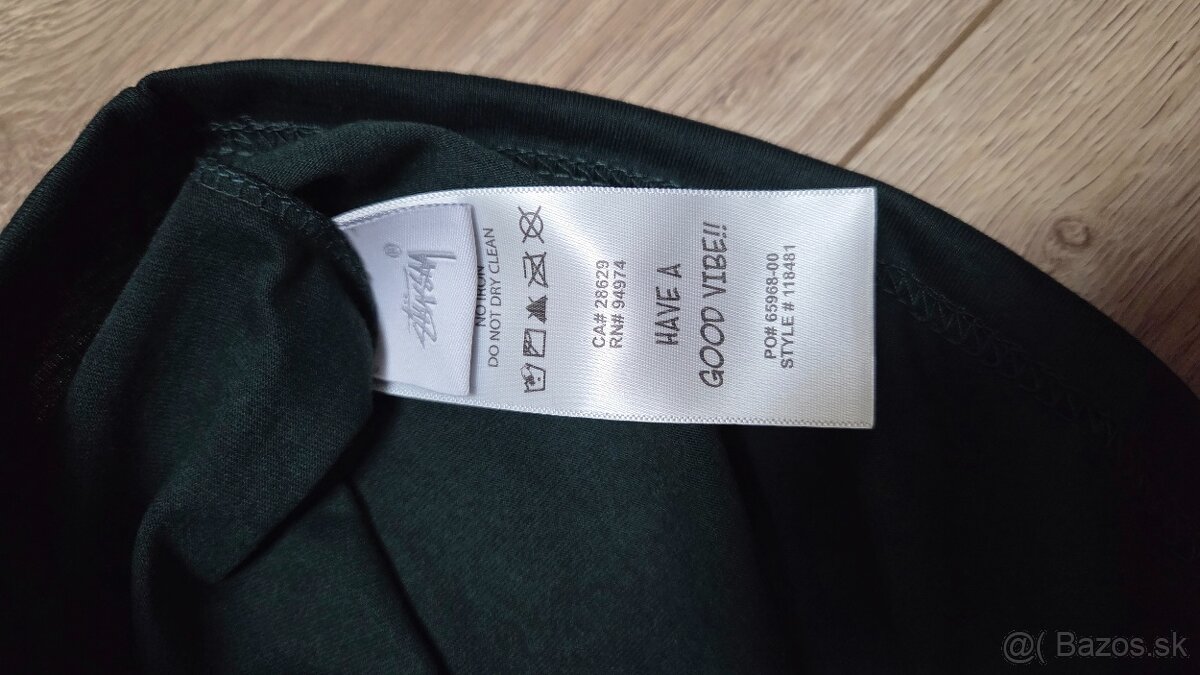 STÜSSY
®
NO IRON
DO NOT DRY CLEAN
CA# 28629
RN# 94974
HAVE A
GOOD VIBE!!
PO# 65968-00
STYLE # 118481
@( Bazos.sk